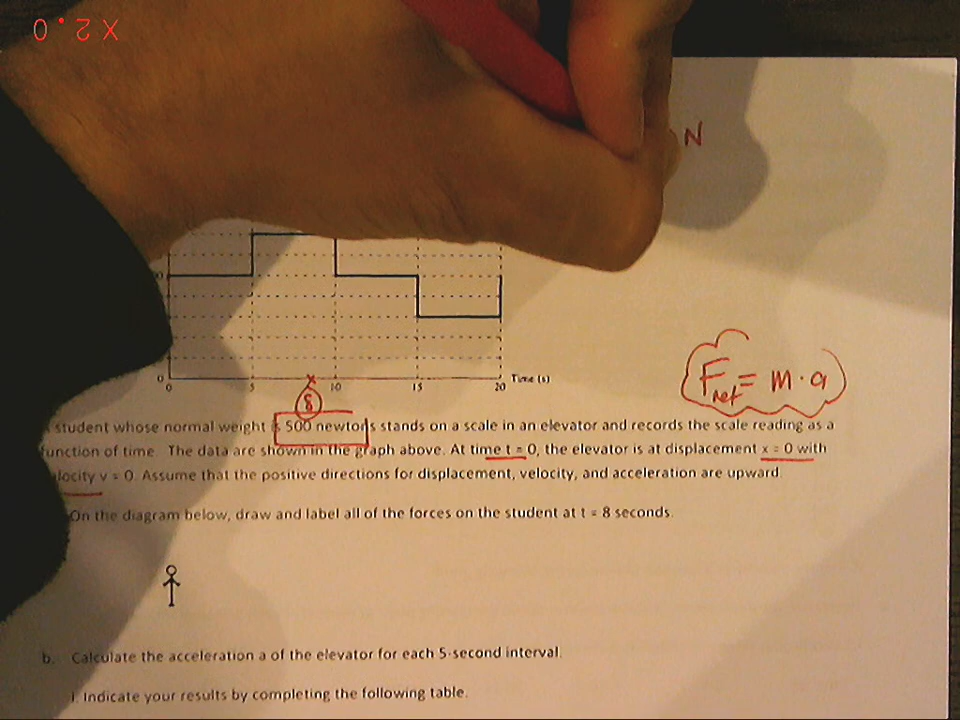 0.2 X
N
0
0 5 10 15 20 Time (s)
8
F net = m · a
student whose normal weight is 500 newtons stands on a scale in an elevator and records the scale reading as a
function of time. The data are shown in the graph above. At time t = 0, the elevator is at displacement x = 0 with
v = 0. Assume that the positive directions for displacement, velocity, and acceleration are upward.
On the diagram below, draw and label all of the forces on the student at t = 8 seconds.
b. Calculate the acceleration a of the elevator for each 5-second interval.
i. Indicate your results by completing the following table.